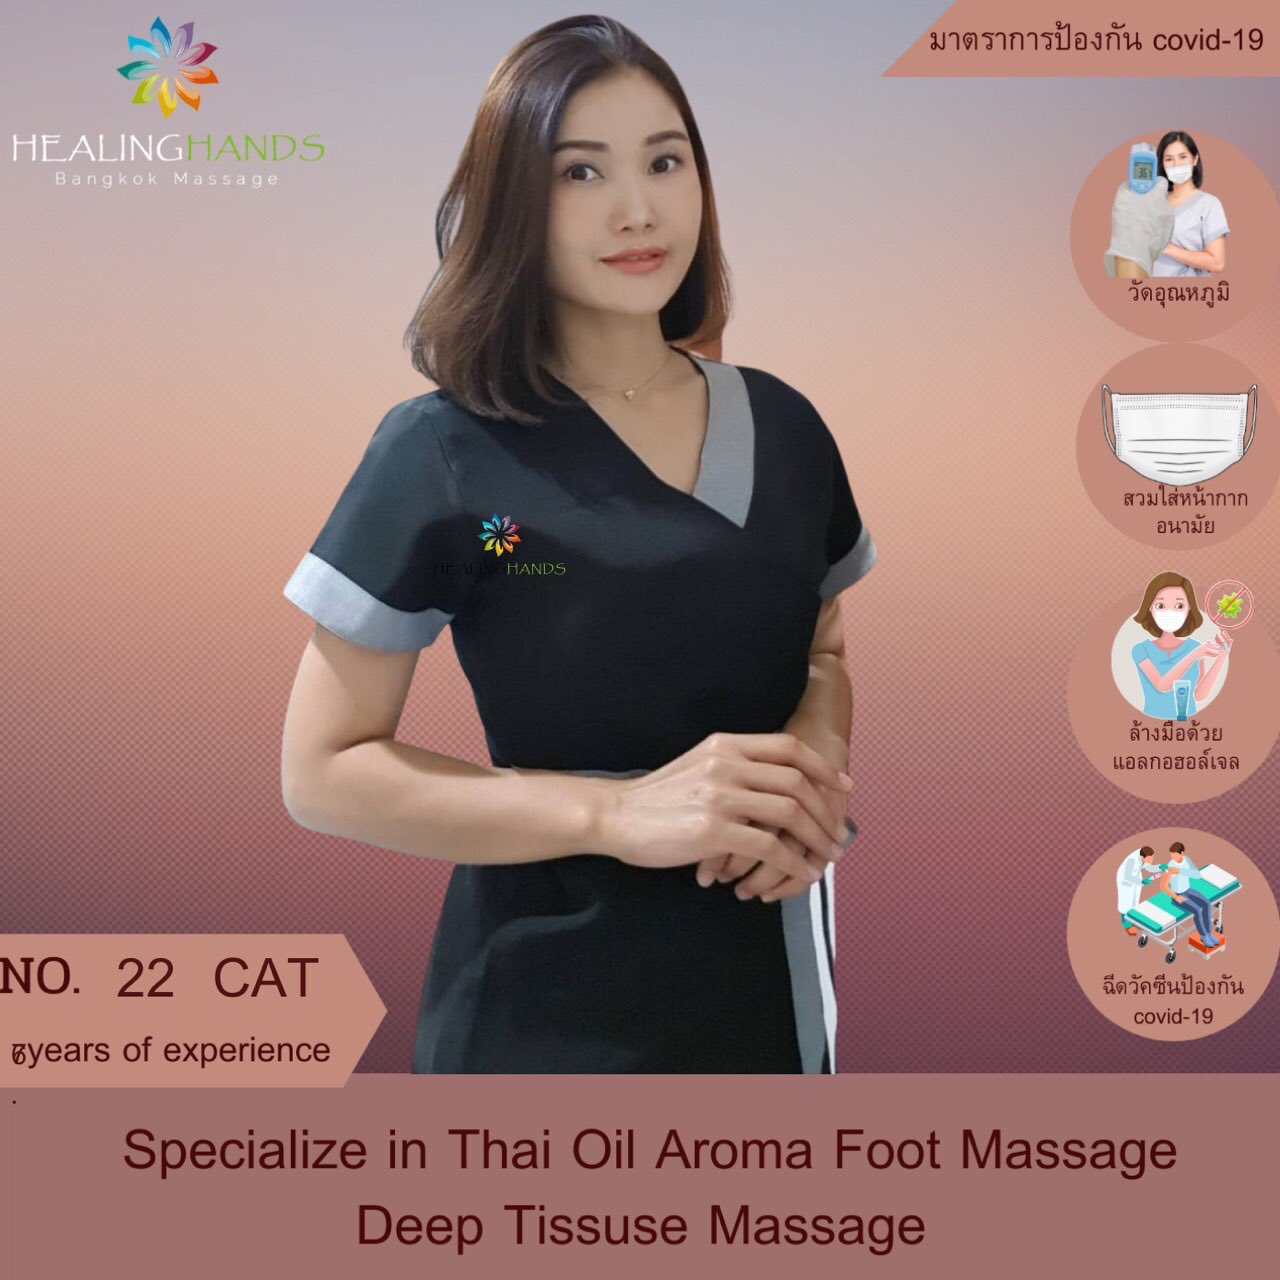 HEALINGHANDS
Bangkok Massage
มาตราการป้องกัน covid-19
วัดอุณหภูมิ
สวมใส่หน้ากาก
อนามัย
ล้างมือด้วย
แอลกอฮอล์เจล
ฉีดวัคซีนป้องกัน
covid-19
HEALINGHANDS
NO. 22 CAT
years of experience
Specialize in Thai Oil Aroma Foot Massage
Deep Tissuse Massage